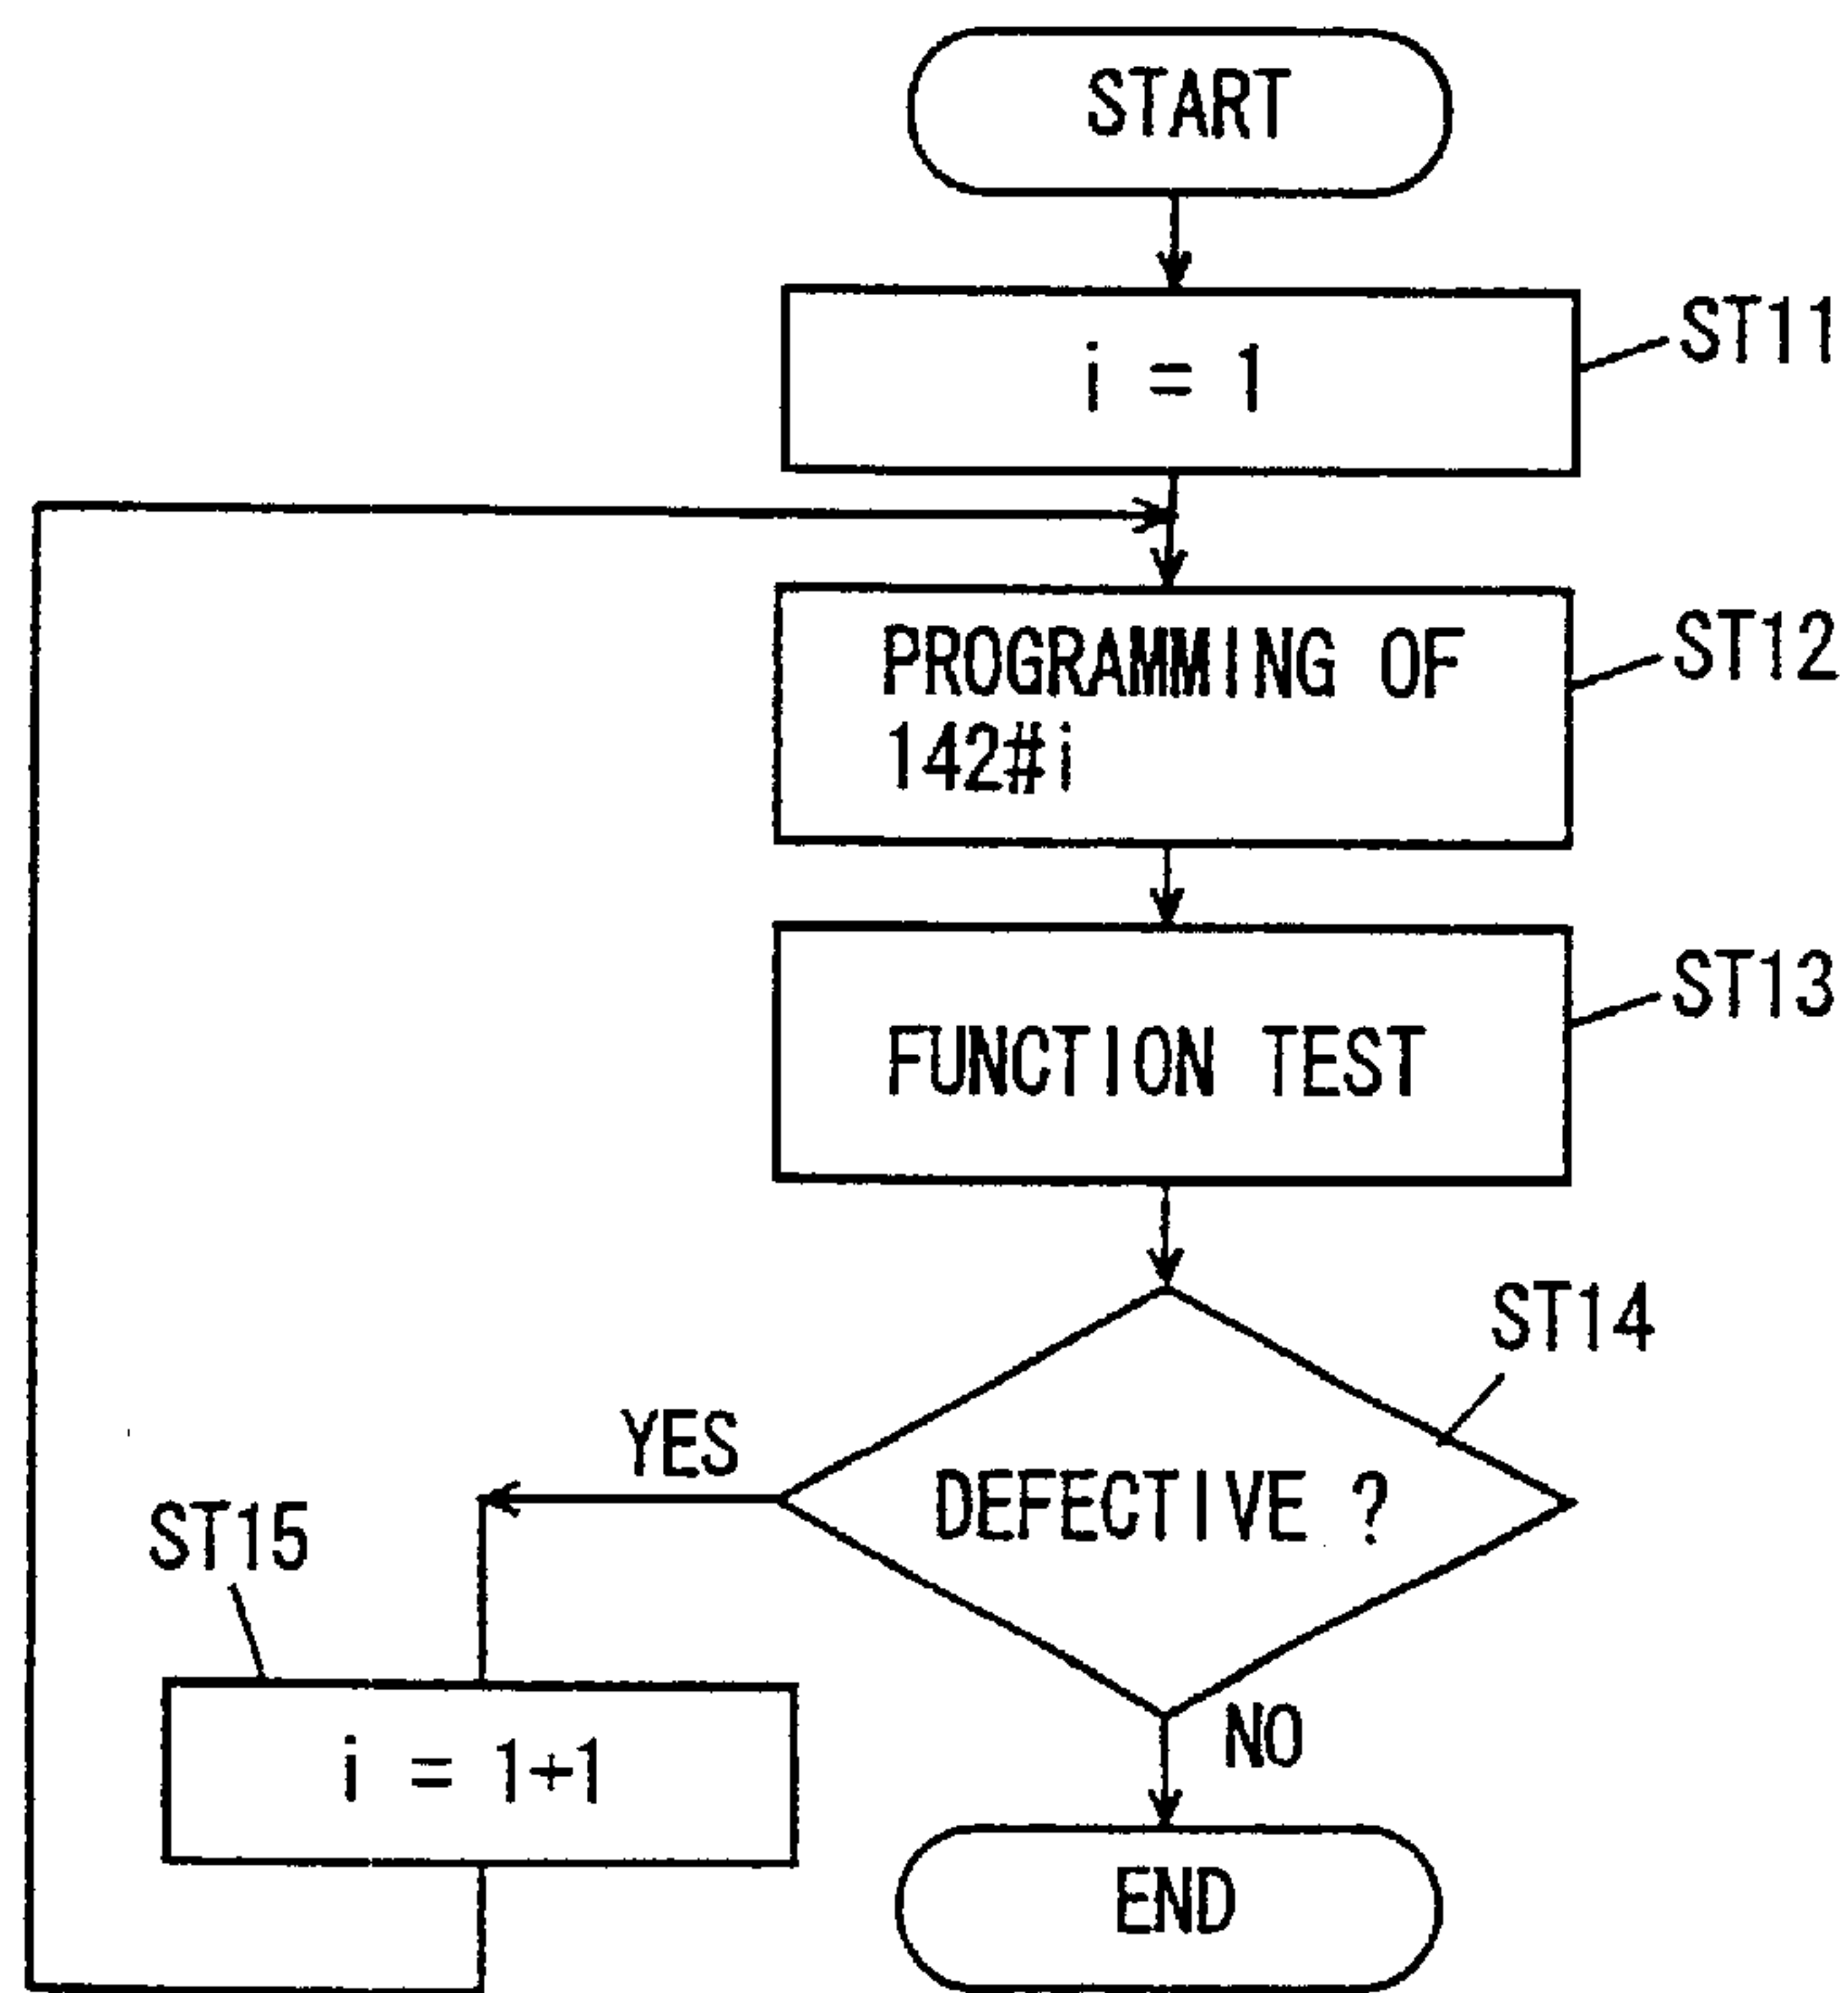 START
i = 1
ST11
PROGRAMMING OF
142#i
ST12
FUNCTION TEST
ST13
ST14
DEFECTIVE ?
YES
ST15
i = 1+1
NO
END